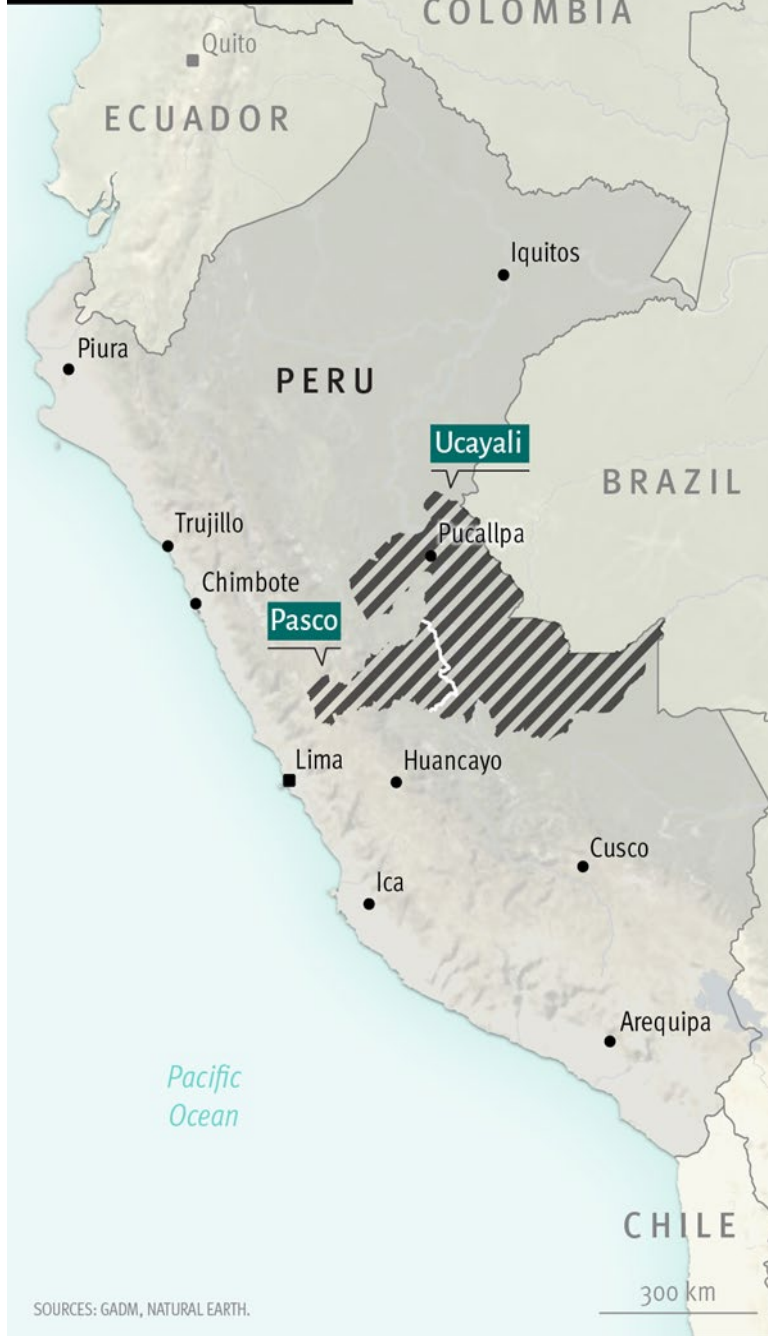 COLOMBIA
Quito
ECUADOR
Iquitos
Piura
PERU
Ucayali
BRAZIL
Trujillo
Pucallpa
Chimbote
Pasco
Lima
Huancayo
Cusco
Ica
Arequipa
Pacific
Ocean
CHILE
300 km
SOURCES: GADM, NATURAL EARTH.